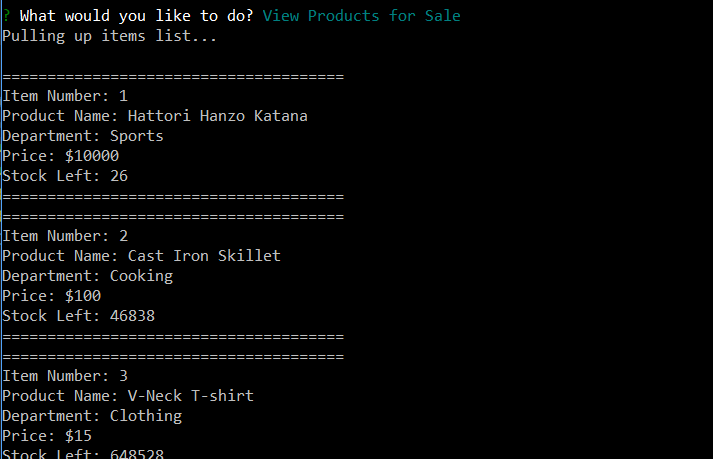 ? What would you like to do? View Products for Sale
Pulling up items list...
======================================
Item Number: 1
Product Name: Hattori Hanzo Katana
Department: Sports
Price: $10000
Stock Left: 26
======================================
======================================
Item Number: 2
Product Name: Cast Iron Skillet
Department: Cooking
Price: $100
Stock Left: 46838
======================================
======================================
Item Number: 3
Product Name: V-Neck T-shirt
Department: Clothing
Price: $15
Stock Left: 648528